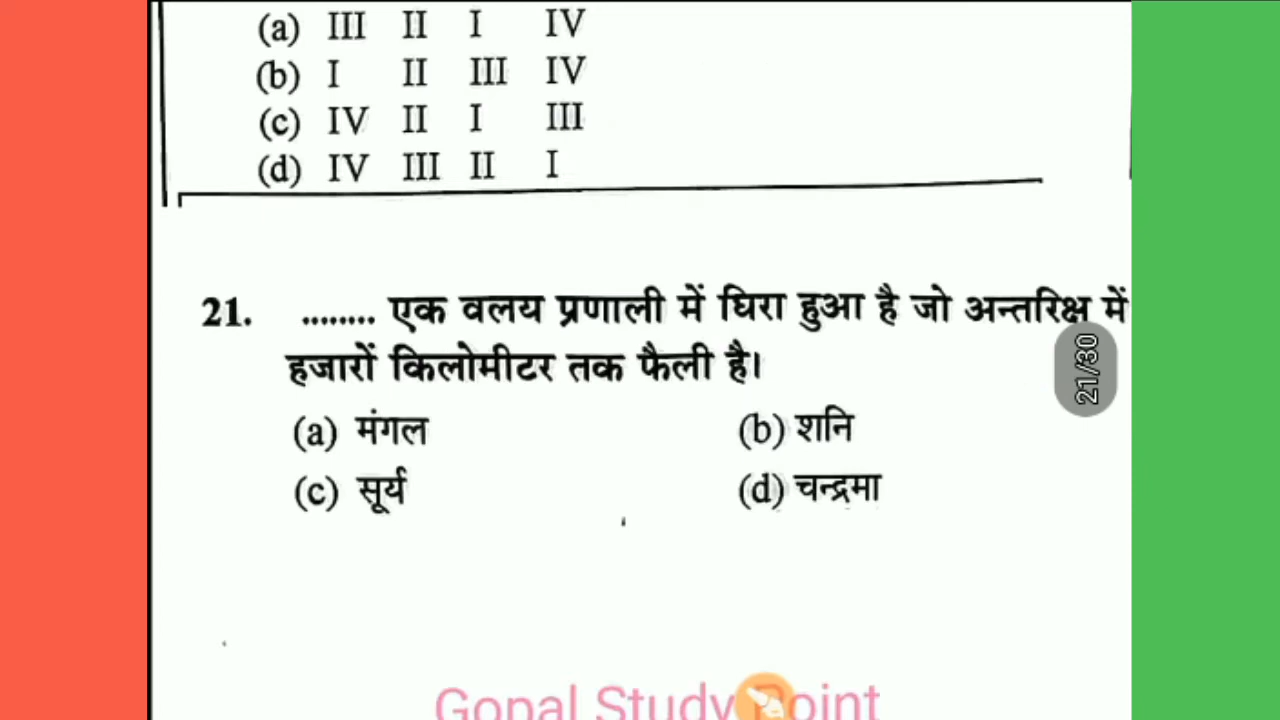 (a) III II I IV
(b) I II III IV
(c) IV II I III
(d) IV III II I
21. ........ एक वलय प्रणाली में घिरा हुआ है जो अन्तरिक्ष में
हजारों किलोमीटर तक फैली है।
(a) मंगल (b) शनि
(c) सूर्य (d) चन्द्रमा
21/30
Gopal Study Point